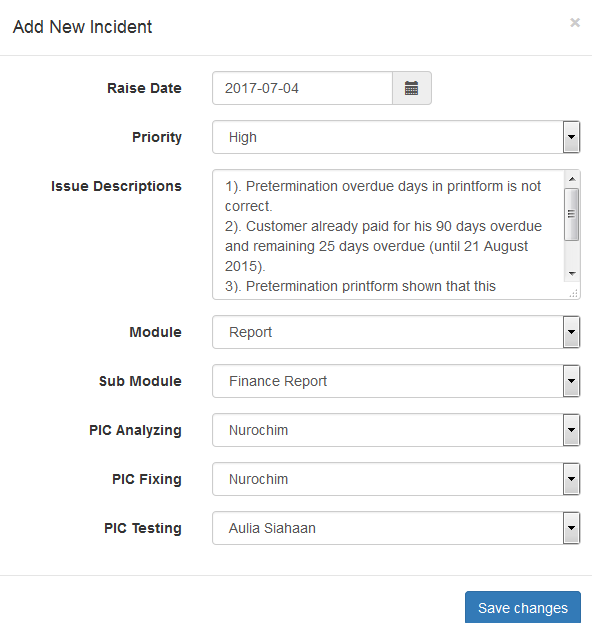 Add New Incident
×
Raise Date
2017-07-04
Priority
High
Issue Descriptions
1). Pretermination overdue days in printform is not
correct.
2). Customer already paid for his 90 days overdue
and remaining 25 days overdue (until 21 August
2015).
3). Pretermination printform shown that this
Module
Report
Sub Module
Finance Report
PIC Analyzing
Nurochim
PIC Fixing
Nurochim
PIC Testing
Aulia Siahaan
Save changes